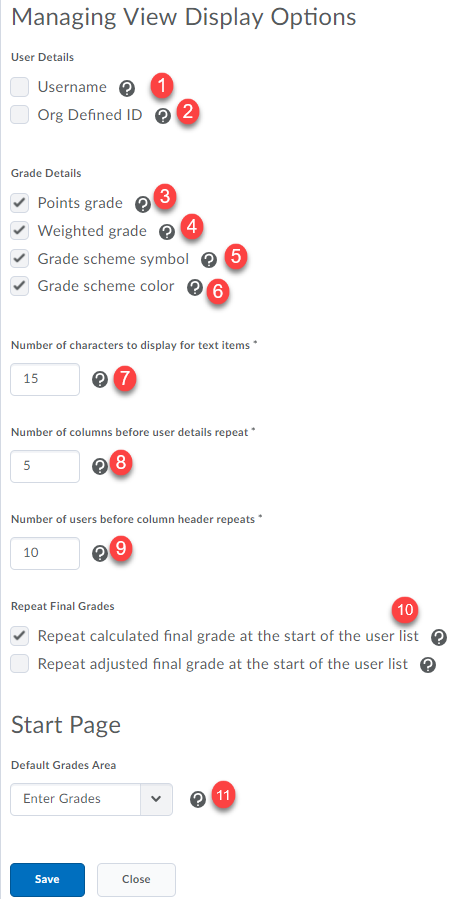 Managing View Display Options
User Details
Username ? 1
Org Defined ID ? 2
Grade Details
Points grade ? 3
Weighted grade ? 4
Grade scheme symbol ? 5
Grade scheme color ? 6
Number of characters to display for text items *
15 ? 7
Number of columns before user details repeat *
5 ? 8
Number of users before column header repeats *
10 ? 9
Repeat Final Grades
10
Repeat calculated final grade at the start of the user list ?
Repeat adjusted final grade at the start of the user list ?
Start Page
Default Grades Area
Enter Grades ? 11
Save Close